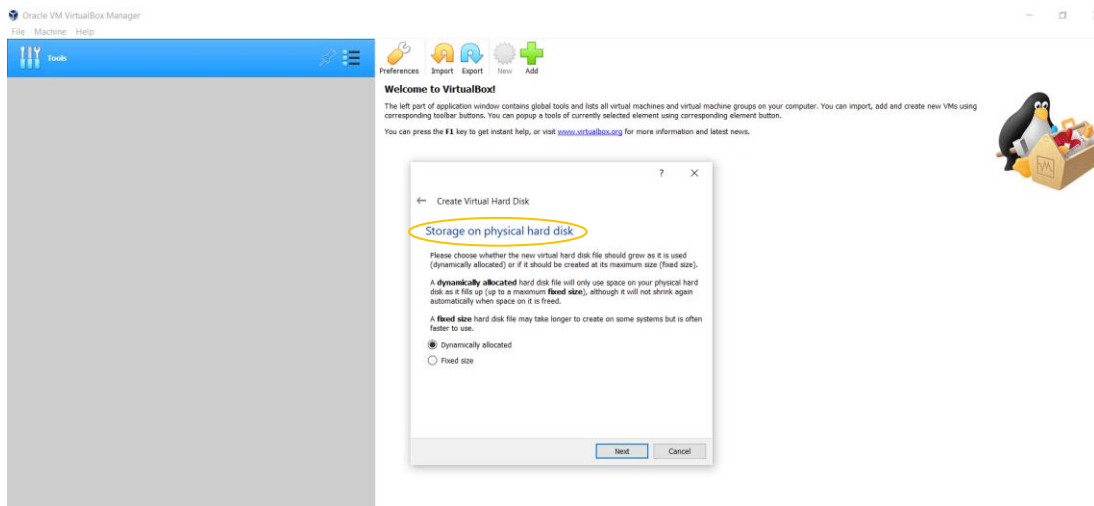 Oracle VM VirtualBox Manager
File Machine Help
Tools
Preferences Import Export New Add
Welcome to VirtualBox!
The left part of application window contains global tools and lists all virtual machines and virtual machine groups on your computer. You can import, add and create new VMs using
corresponding toolbar buttons. You can popup a tools of currently selected element using corresponding element button.
You can press the F1 key to get instant help, or visit www.virtualbox.org for more information and latest news.
? X
Create Virtual Hard Disk
Storage on physical hard disk
Please choose whether the new virtual hard disk file should grow as it is used
(dynamically allocated) or if it should be created at its maximum size (fixed size).
A dynamically allocated hard disk file will only use space on your physical hard
disk as it fills up (up to a maximum fixed size), although it will not shrink again
automatically when space on it is freed.
A fixed size hard disk file may take longer to create on some systems but is often
faster to use.
Dynamically allocated
Fixed size
Next Cancel